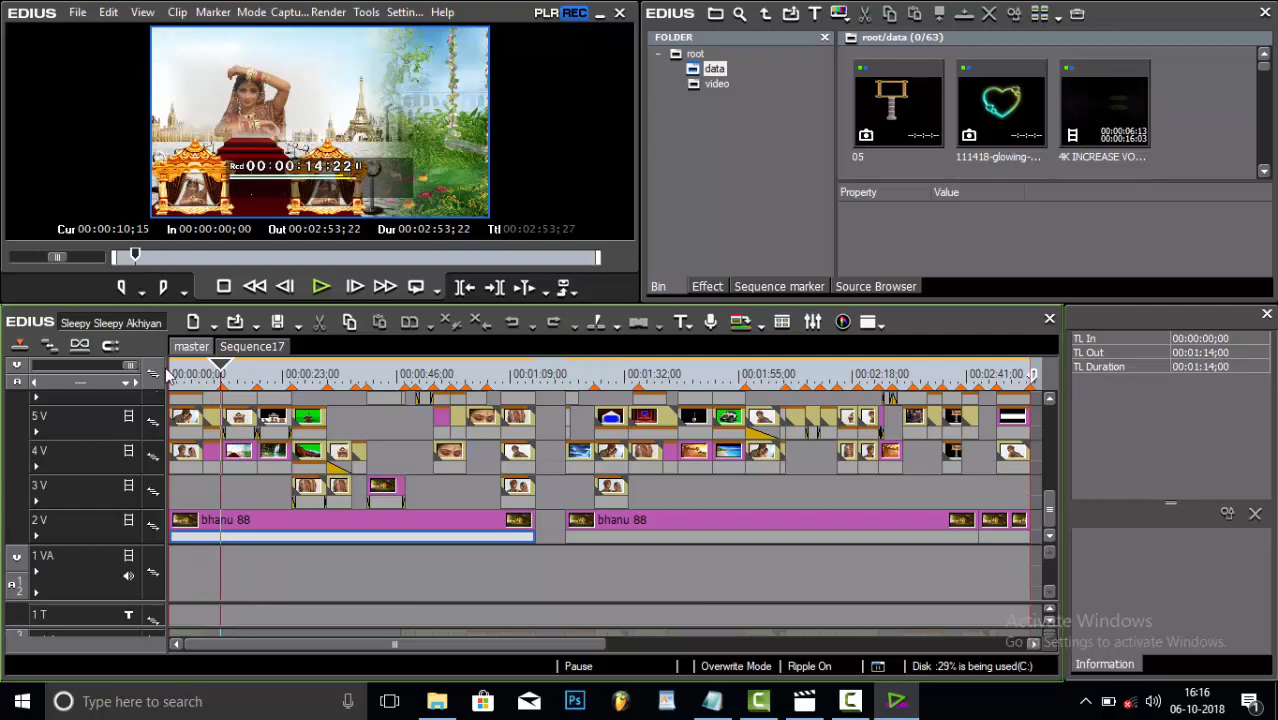 EDIUS File Edit View Clip Marker Mode Captu... Render Tools Settin... Help PLR REC
Rcd 00:00:14:22
Cur 00:00:10;15 In 00:00:00;00 Out 00:02:53;22 Dur 00:02:53;22 Ttl 00:02:53;27
EDIUS
FOLDER
root
data
video
root/data (0/63)
--:--:--:--
--:--:--:--
00:00:06:13
00:00:16:03
05
111418-glowing-...
4K INCREASE VO...
Property Value
Bin Effect Sequence marker Source Browser
EDIUS Sleepy Sleepy Akhiyan
master Sequence17
00:00:00;00 00:00:23;00 00:00:46;00 00:01:09;00 00:01:32;00 00:01:55;00 00:02:18;00 00:02:41;00
5 V
4 V
3 V
2 V bhanu 88 bhanu 88
1 VA
A 1 2
1 T
Pause Overwrite Mode Ripple On Disk :29% is being used(C:)
TL In 00:00:00;00
TL Out 00:01:14;00
TL Duration 00:01:14;00
Activate Windows
Go to Settings to activate Windows.
Information
Type here to search
Ps
16:16
06-10-2018
1